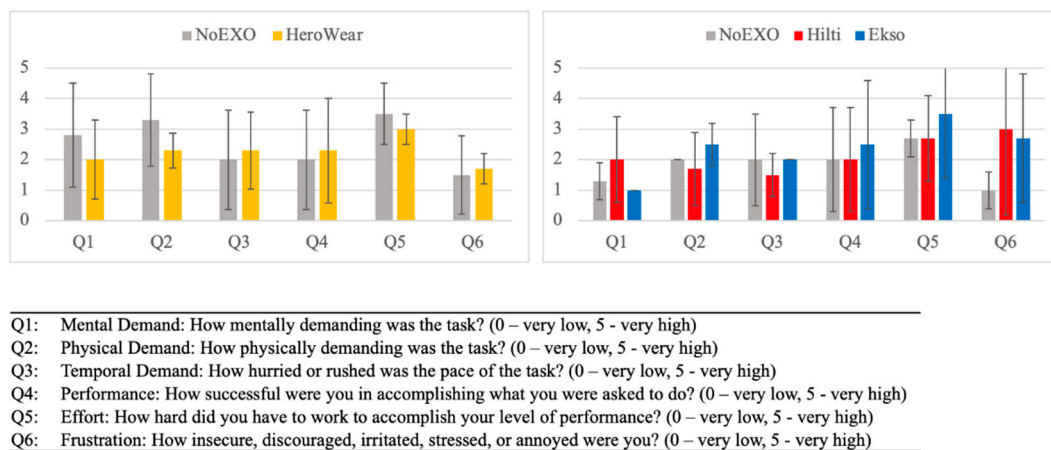 NoEXO HeroWear
5
4
3
2
1
0
Q1 Q2 Q3 Q4 Q5 Q6
NoEXO Hilti Ekso
5
4
3
2
1
0
Q1 Q2 Q3 Q4 Q5 Q6
Q1: Mental Demand: How mentally demanding was the task? (0 – very low, 5 - very high)
Q2: Physical Demand: How physically demanding was the task? (0 – very low, 5 - very high)
Q3: Temporal Demand: How hurried or rushed was the pace of the task? (0 – very low, 5 - very high)
Q4: Performance: How successful were you in accomplishing what you were asked to do? (0 – very low, 5 - very high)
Q5: Effort: How hard did you have to work to accomplish your level of performance? (0 – very low, 5 - very high)
Q6: Frustration: How insecure, discouraged, irritated, stressed, or annoyed were you? (0 – very low, 5 - very high)